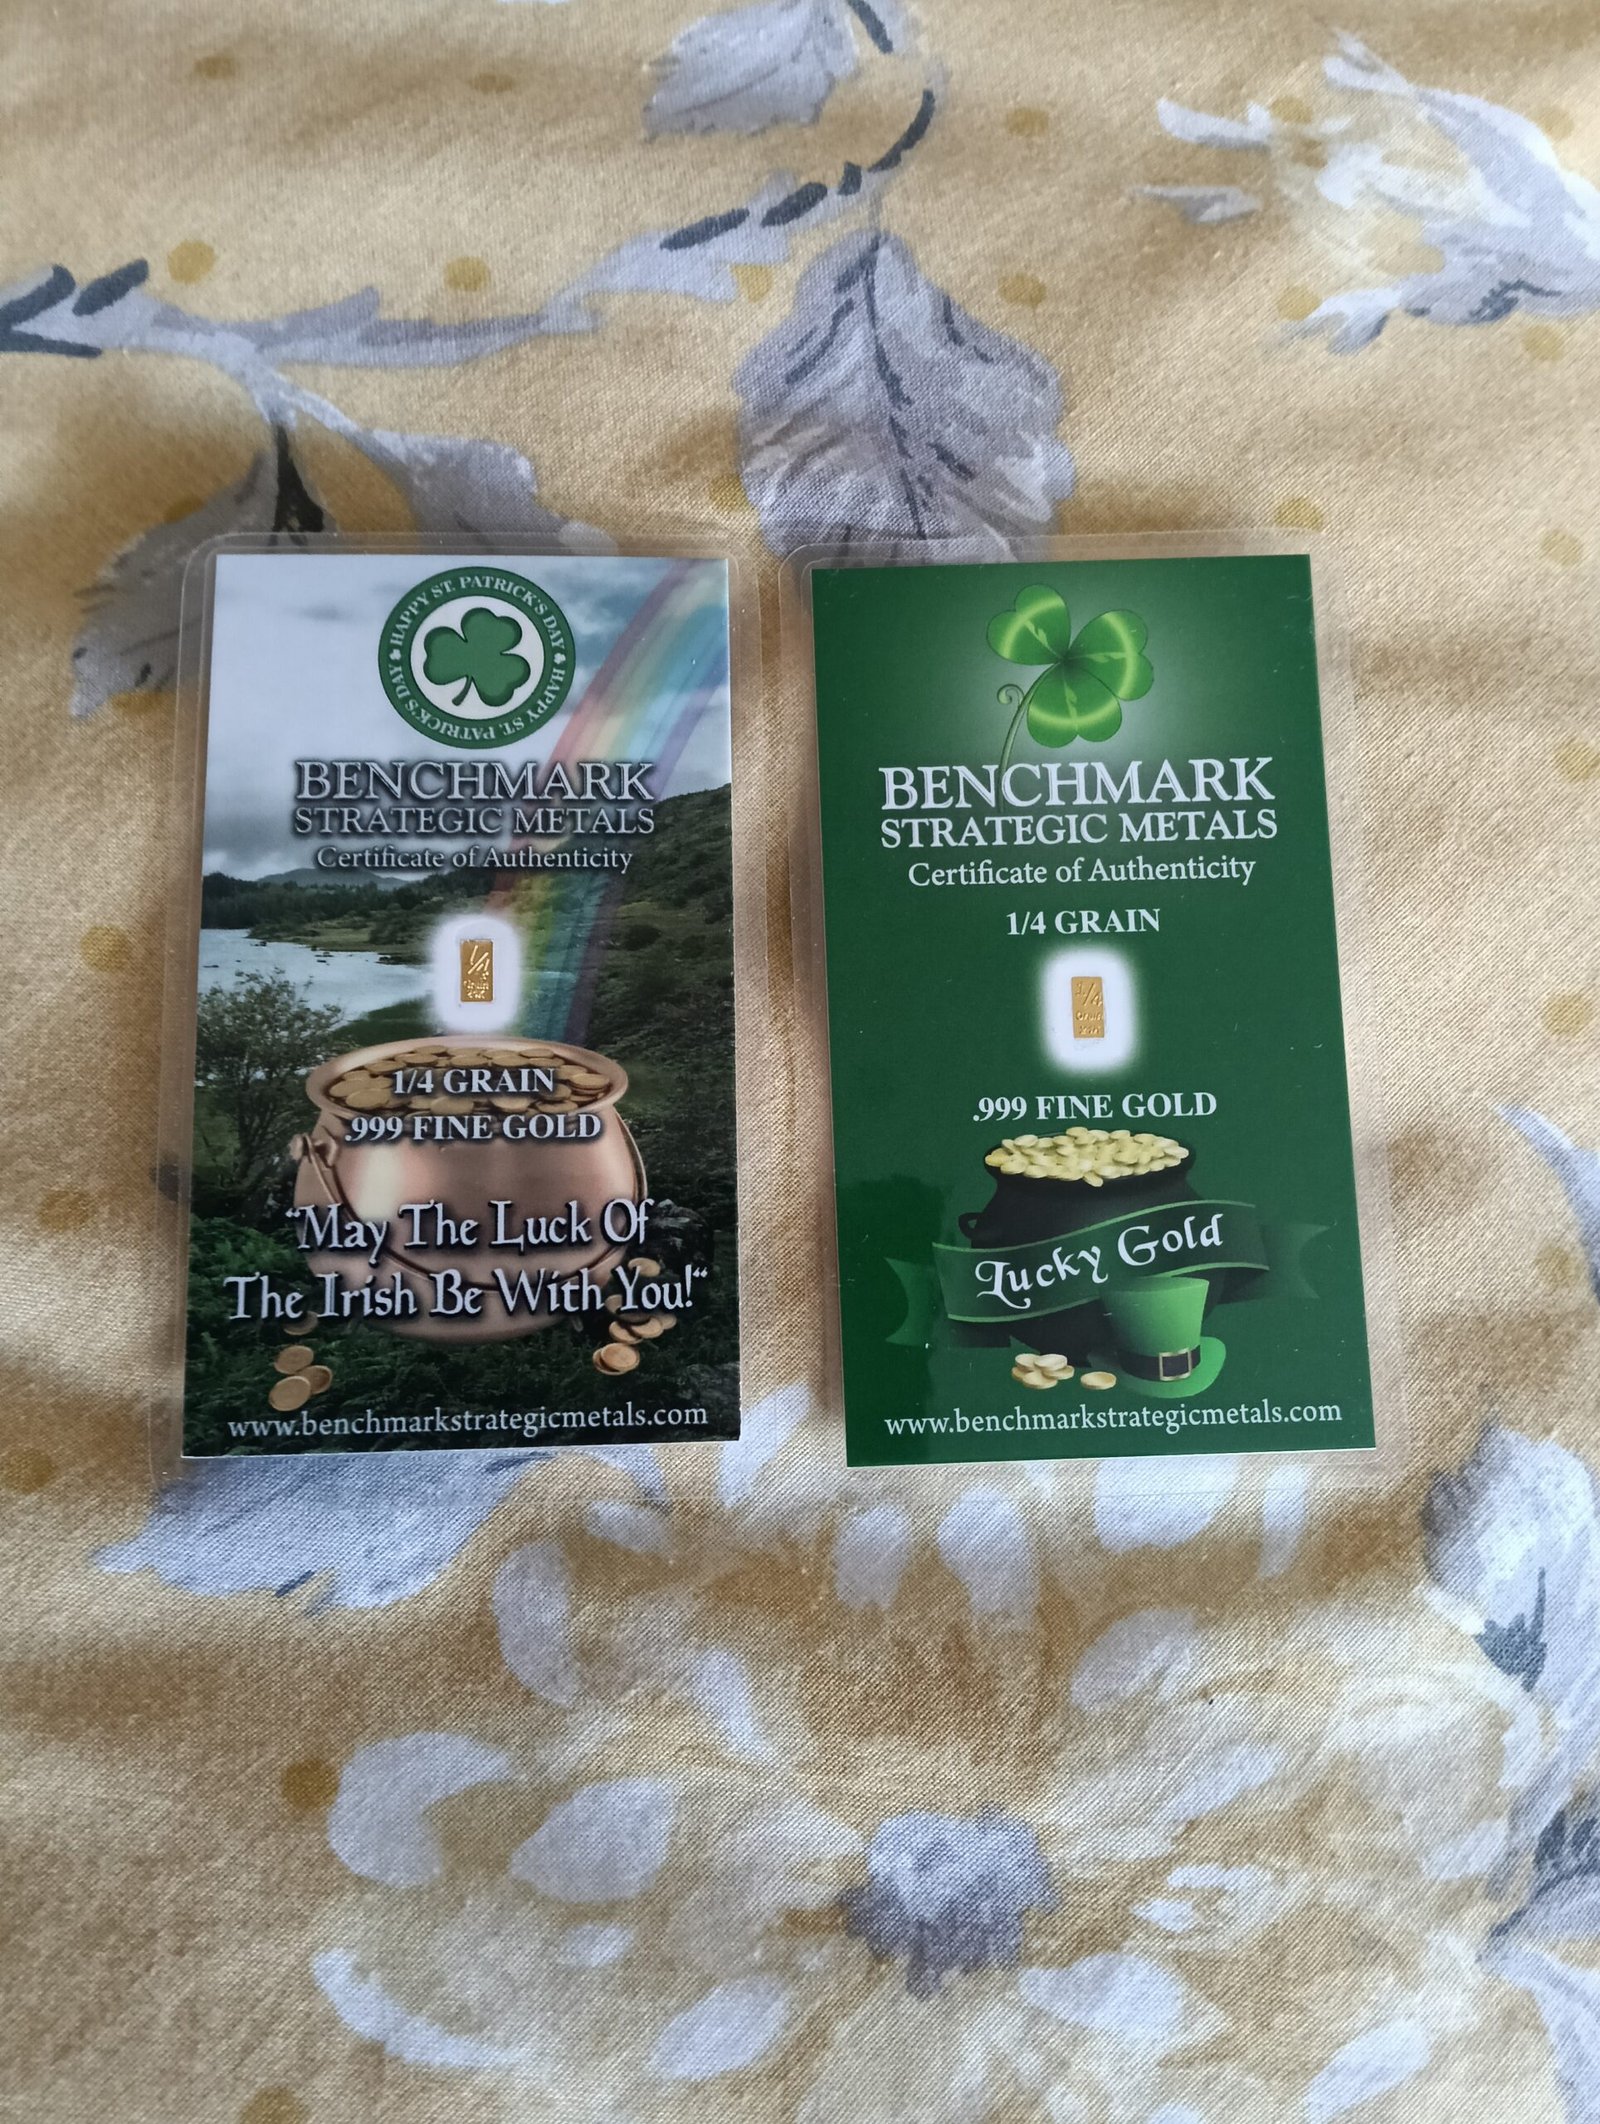 HAPPY ST. PATRICK'S DAY
HAPPY ST. PATRICK'S DAY
BENCHMARK
STRATEGIC METALS
Certificate of Authenticity
1/4
Grain
1/4 GRAIN
.999 FINE GOLD
“May The Luck Of
The Irish Be With You!“
www.benchmarkstrategicmetals.com
BENCHMARK
STRATEGIC METALS
Certificate of Authenticity
1/4 GRAIN
1/4
Grain
.999 FINE GOLD
Lucky Gold
www.benchmarkstrategicmetals.com